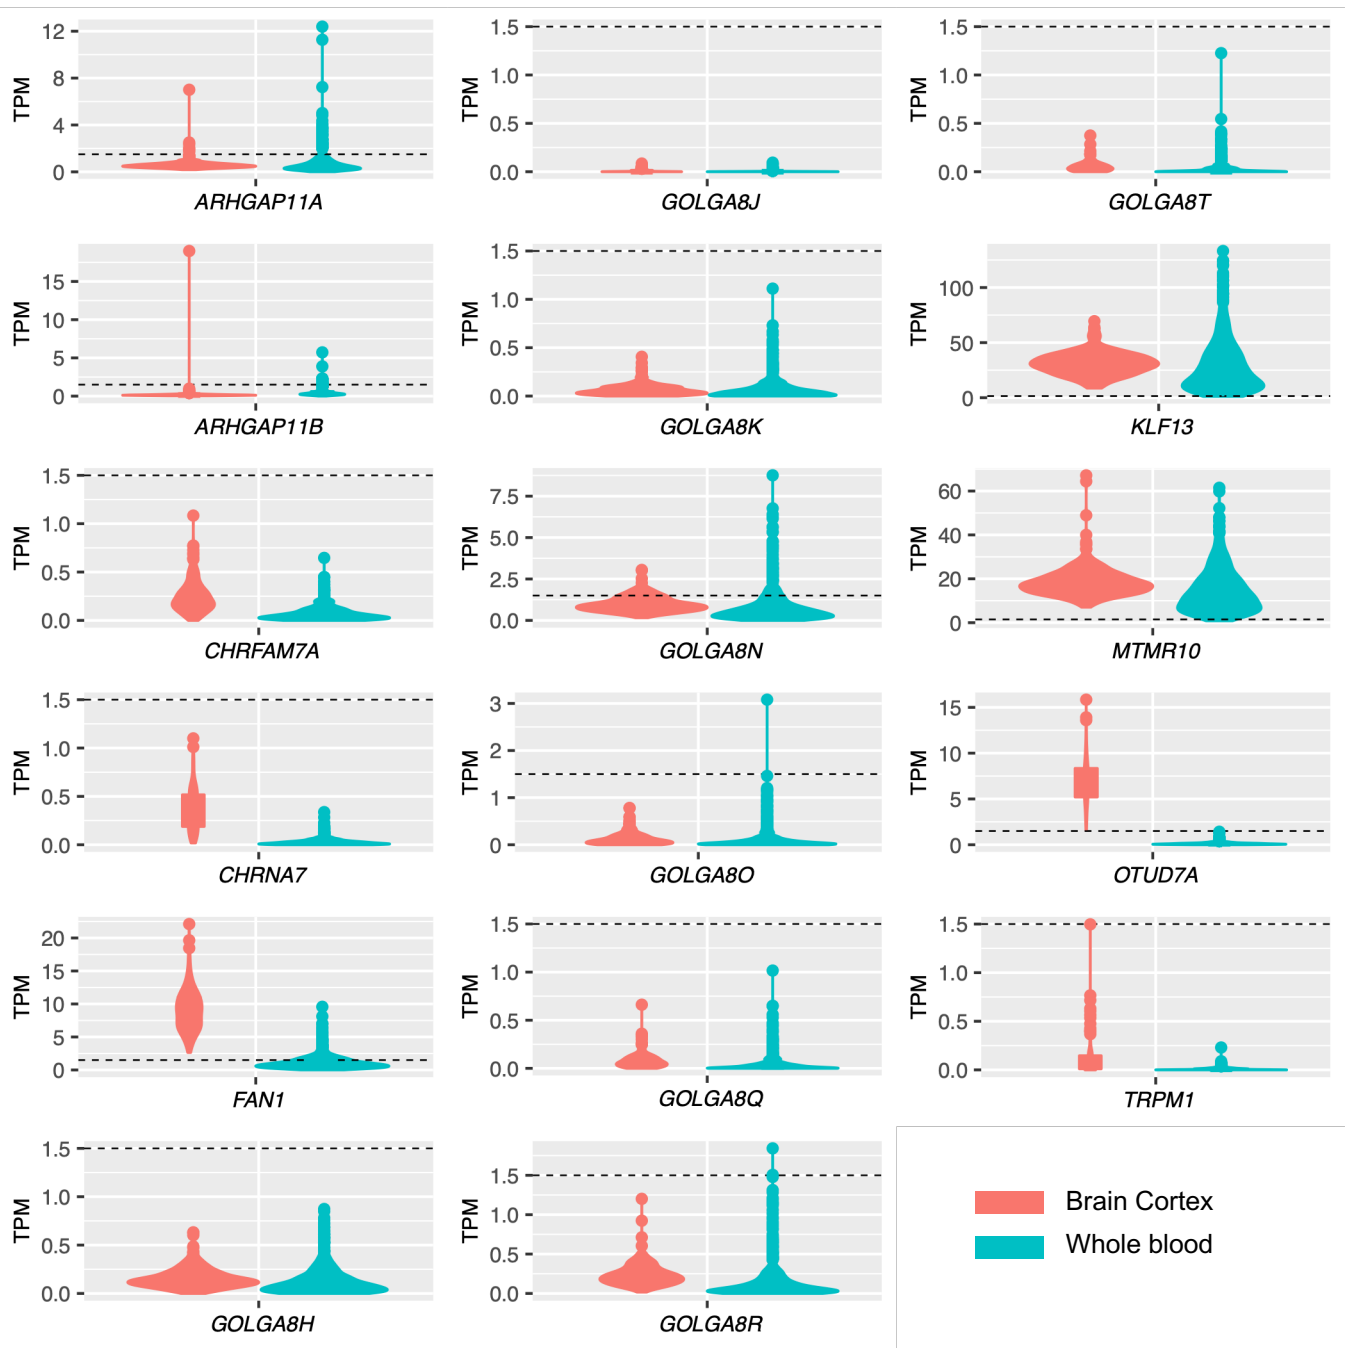 TPM
12
8
4
0
ARHGAP11A
TPM
1.5
1.0
0.5
0.0
GOLGA8J
TPM
1.5
1.0
0.5
0.0
GOLGA8T
TPM
15
10
5
0
ARHGAP11B
TPM
1.5
1.0
0.5
0.0
GOLGA8K
TPM
100
50
0
KLF13
TPM
1.5
1.0
0.5
0.0
CHRFAM7A
TPM
7.5
5.0
2.5
0.0
GOLGA8N
TPM
60
40
20
0
MTMR10
TPM
1.5
1.0
0.5
0.0
CHRNA7
TPM
3
2
1
0
GOLGA8O
TPM
15
10
5
0
OTUD7A
TPM
20
15
10
5
0
FAN1
TPM
1.5
1.0
0.5
0.0
GOLGA8Q
TPM
1.5
1.0
0.5
0.0
TRPM1
TPM
1.5
1.0
0.5
0.0
GOLGA8H
TPM
1.5
1.0
0.5
0.0
GOLGA8R
Brain Cortex
Whole blood